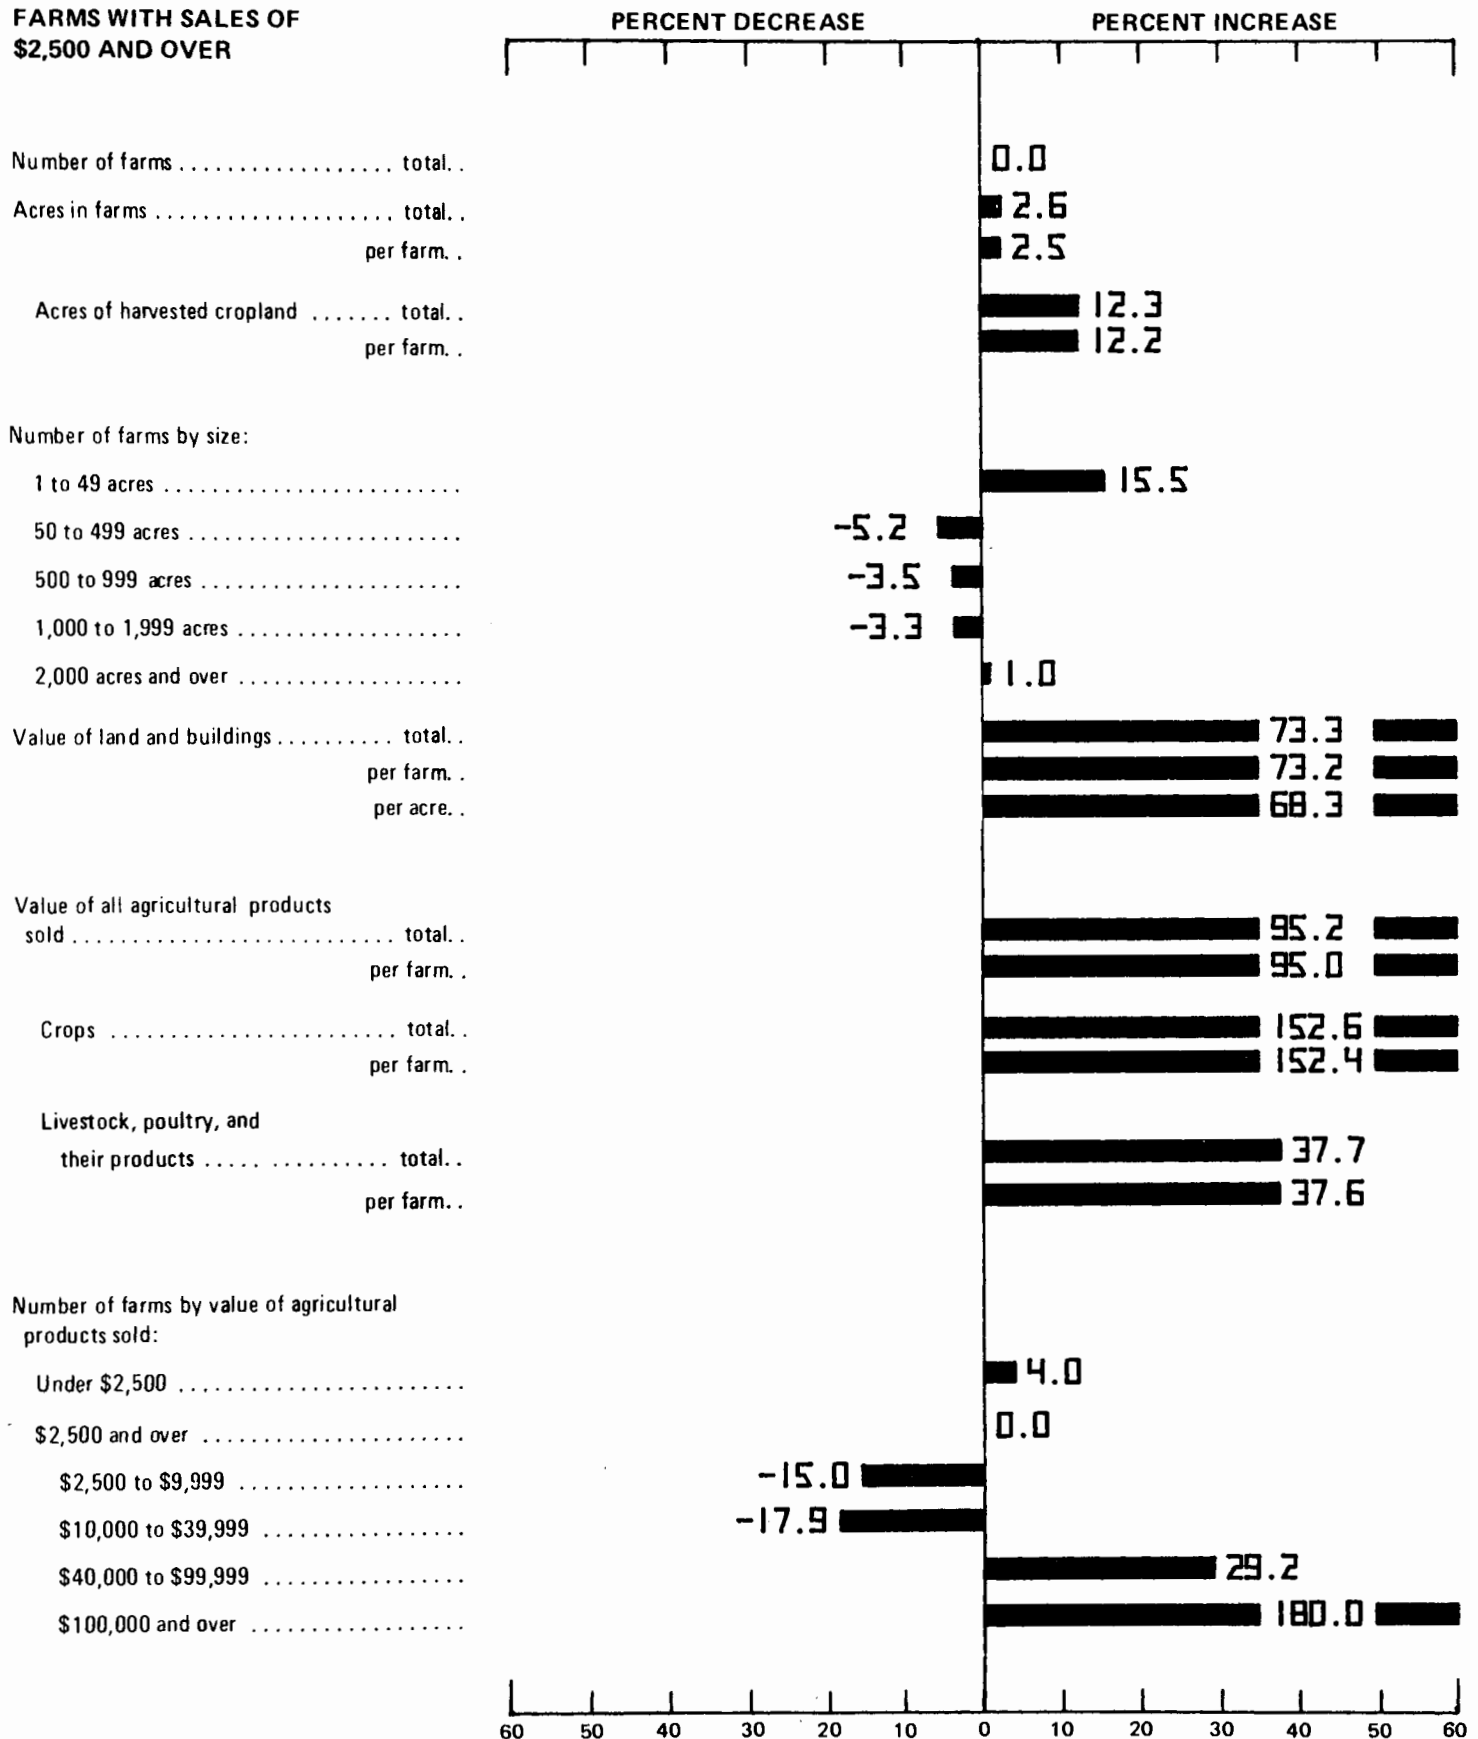 FARMS WITH SALES OF
$2,500 AND OVER
PERCENT DECREASE PERCENT INCREASE
Number of farms .................. total. . 0.0
Acres in farms .................... total. . 2.6
per farm. . 2.5
Acres of harvested cropland ....... total. . 12.3
per farm. . 12.2
Number of farms by size:
1 to 49 acres ......................... 15.5
50 to 499 acres ....................... -5.2
500 to 999 acres ...................... -3.5
1,000 to 1,999 acres ................... -3.3
2,000 acres and over ................... 1.0
Value of land and buildings .......... total. . 73.3
per farm. . 73.2
per acre. . 68.3
Value of all agricultural products
sold ........................... total. . 95.2
per farm. . 95.0
Crops ........................ total. . 152.6
per farm. . 152.4
Livestock, poultry, and
their products ..... .......... total. . 37.7
per farm. . 37.6
Number of farms by value of agricultural
products sold:
Under $2,500 ........................ 4.0
$2,500 and over ...................... 0.0
$2,500 to $9,999 ................... -15.0
$10,000 to $39,999 ................. -17.9
$40,000 to $99,999 ................. 29.2
$100,000 and over .................. 180.0
60 50 40 30 20 10 0 10 20 30 40 50 60